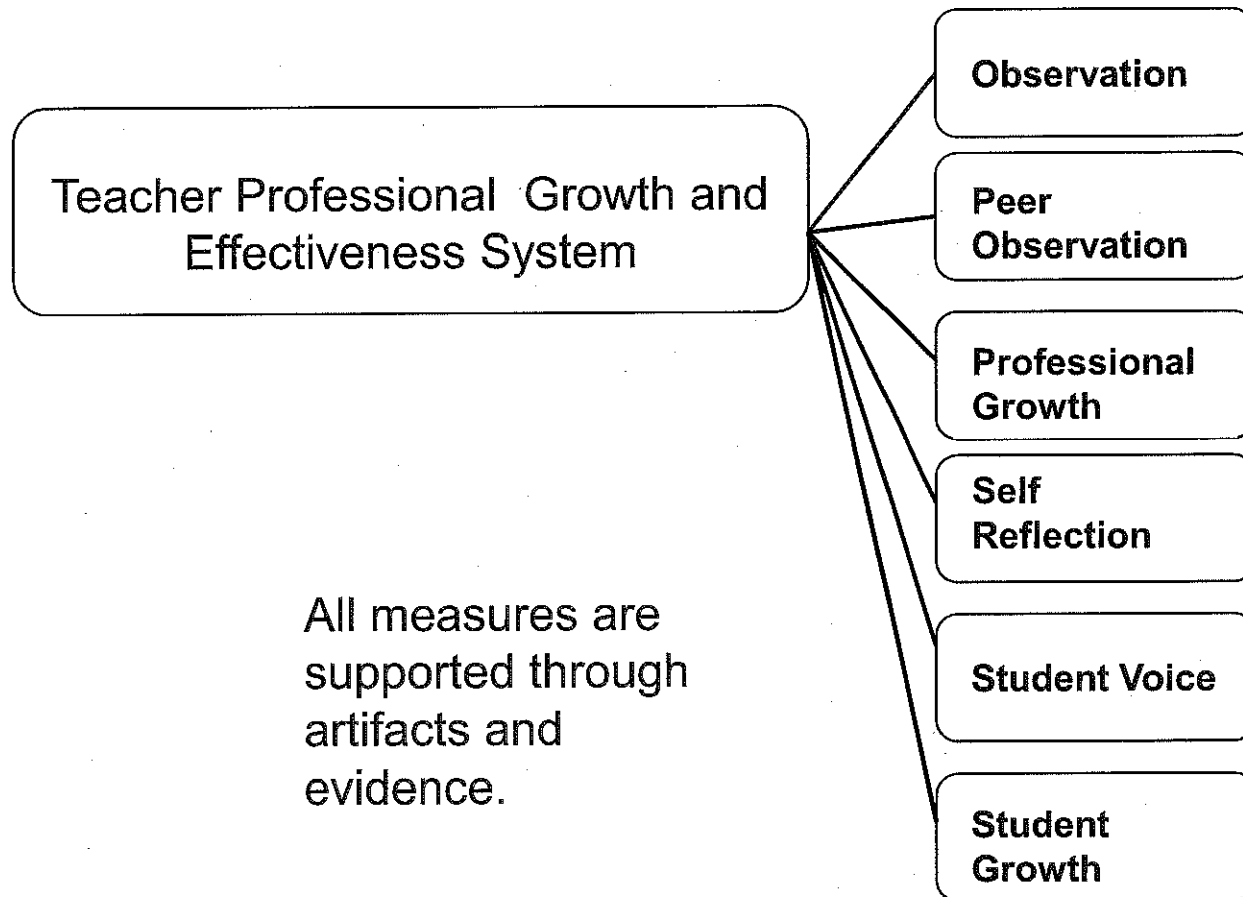 Teacher Professional Growth and
Effectiveness System
Observation
Peer
Observation
Professional
Growth
Self
Reflection
Student Voice
Student
Growth
All measures are
supported through
artifacts and
evidence.